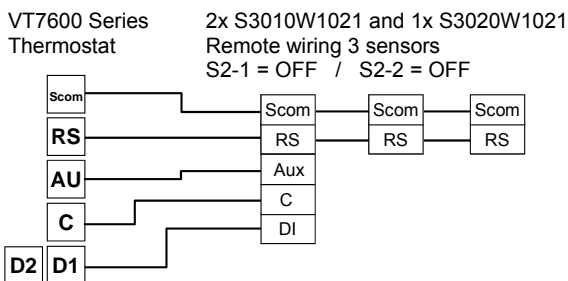 VT7600 Series
Thermostat
2x S3010W1021 and 1x S3020W1021
Remote wiring 3 sensors
S2-1 = OFF / S2-2 = OFF
Scom
RS
AU
C
D2 D1
Scom Scom Scom
RS RS RS
Aux
C
DI